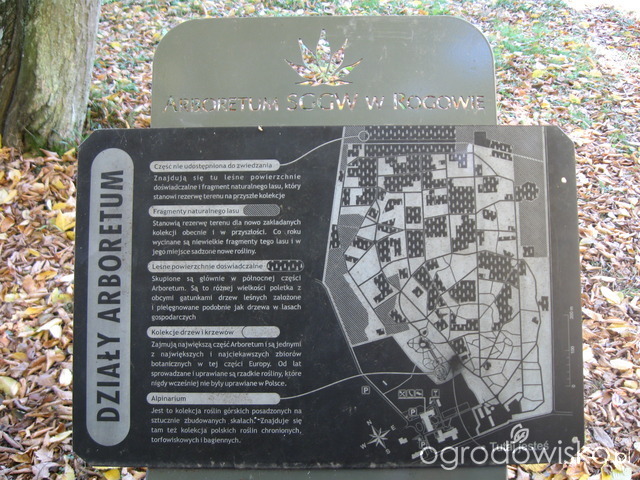 ARBORETUM SGGW W ROGOWIE
DZIAŁY ARBORETUM
Część nie udostępniona do zwiedzania
Znajdują się tu leśne powierzchnie
doświadczalne i fragment naturalnego lasu, który
stanowi rezerwę terenu na przyszłe kolekcje
Fragmenty naturalnego lasu
Stanowią rezerwę terenu dla nowo zakładanych
kolekcji obecnie i w przyszłości. Co roku
wycinane są niewielkie fragmenty tego lasu i w
jego miejsce sadzone nowe rośliny.
Leśne powierzchnie doświadczalne
Skupione są głównie w północnej części
Arboretum. Są to różnej wielkości poletka z
obcymi gatunkami drzew leśnych założone
i pielęgnowane podobnie jak drzewa w lasach
gospodarczych
Kolekcje drzew i krzewów
Zajmują największą część Arboretum i są jednymi
z największych i najciekawszych zbiorów
botanicznych w tej części Europy. Od lat
sprowadzane i uprawiane są rzadkie rośliny, które
nigdy wcześniej nie były uprawiane w Polsce.
Alpinarium
Jest to kolekcja roślin górskich posadzonych na
sztucznie zbudowanych skałach. Znajduje się
tam też kolekcja polskich roślin chronionych,
torfowiskowych i bagiennych.
P
P
N
E
S
W
Tutaj jesteś
ogrodowisko.pl